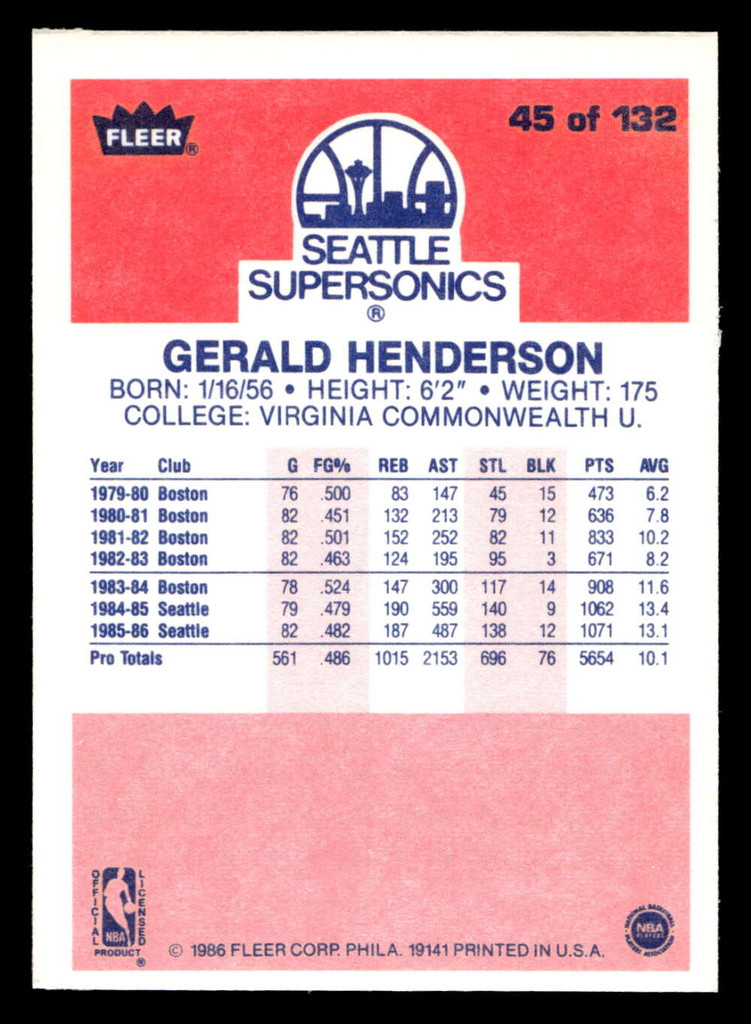 FLEER®
45 of 132
SEATTLE
SUPERSONICS
®
GERALD HENDERSON
BORN: 1/16/56 • HEIGHT: 6'2" • WEIGHT: 175
COLLEGE: VIRGINIA COMMONWEALTH U.
Year Club G FG% REB AST STL BLK PTS AVG
1979-80 Boston 76 .500 83 147 45 15 473 6.2
1980-81 Boston 82 .451 132 213 79 12 636 7.8
1981-82 Boston 82 .501 152 252 82 11 833 10.2
1982-83 Boston 82 .463 124 195 95 3 671 8.2
1983-84 Boston 78 .524 147 300 117 14 908 11.6
1984-85 Seattle 79 .479 190 559 140 9 1062 13.4
1985-86 Seattle 82 .482 187 487 138 12 1071 13.1
Pro Totals 561 .486 1015 2153 696 76 5654 10.1
OFFICIAL
LICENSED
NBA
PRODUCT
®
© 1986 FLEER CORP. PHILA. 19141 PRINTED IN U.S.A.
NATIONAL BASKETBALL
NBA
PLAYERS
PLAYERS ASSOCIATION